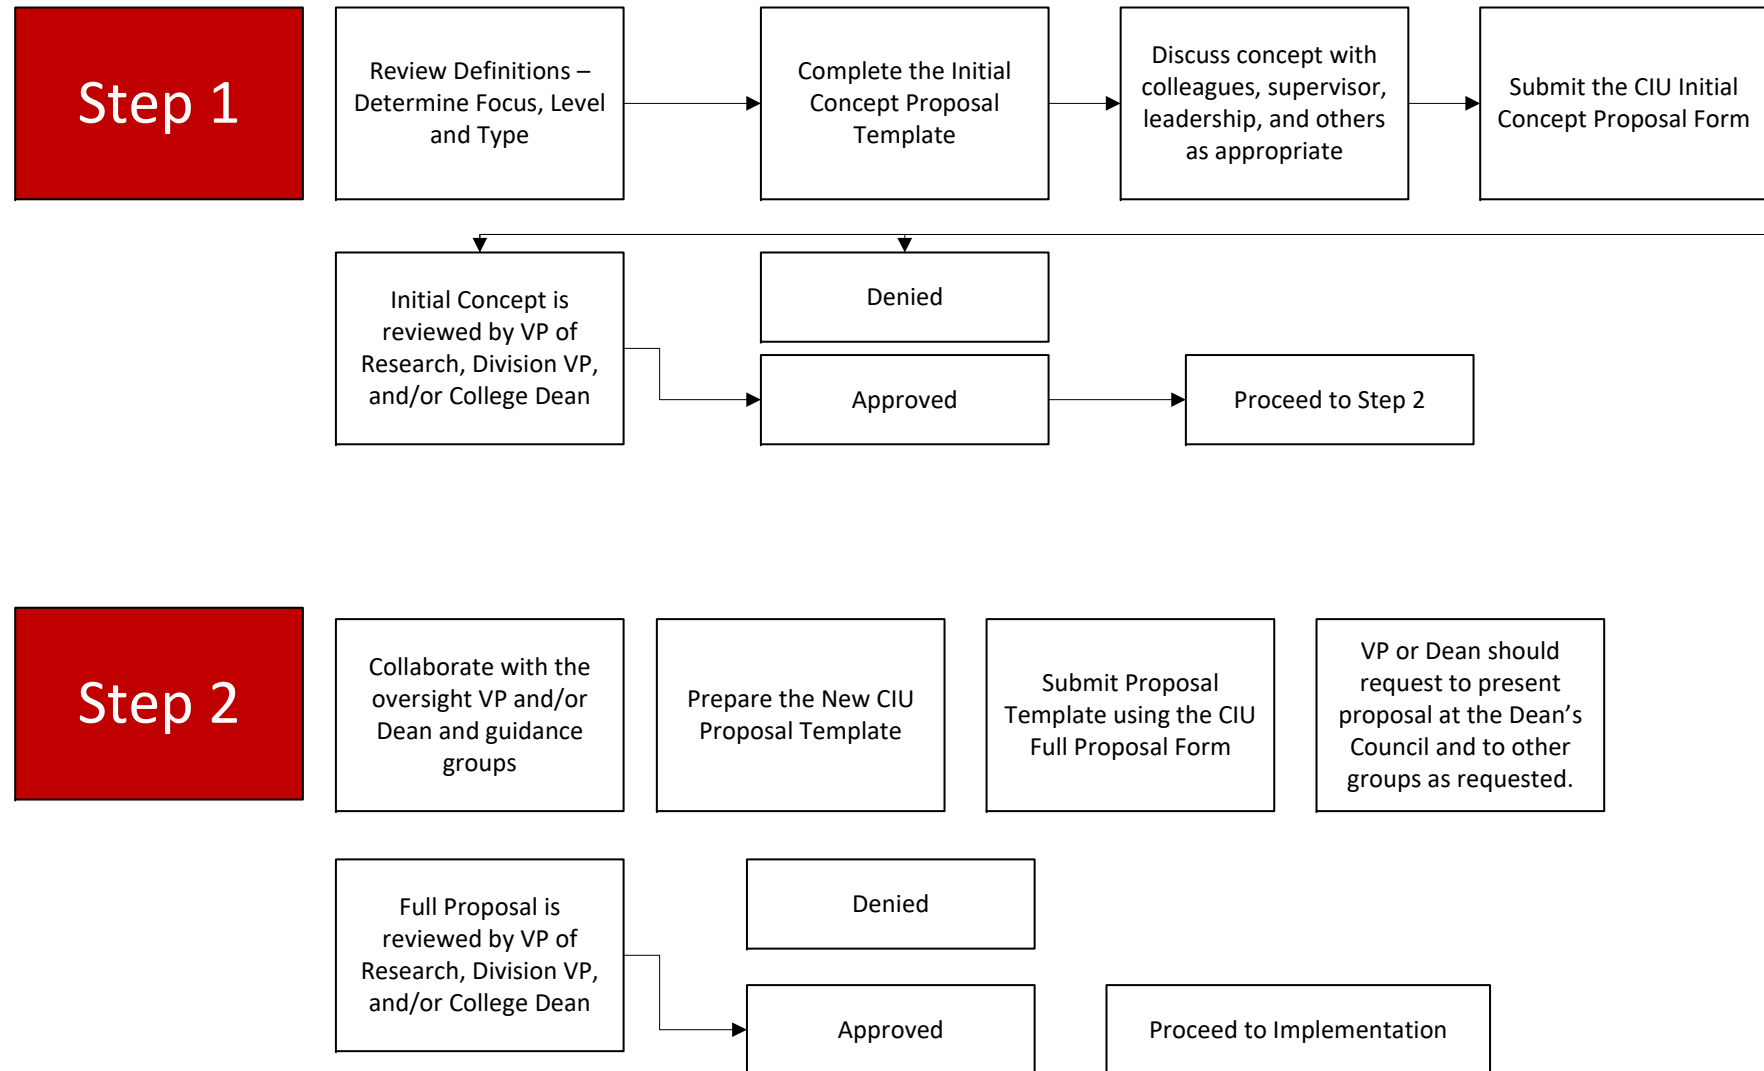 Step 1
Review Definitions –
Determine Focus, Level
and Type
Complete the Initial
Concept Proposal
Template
Discuss concept with
colleagues, supervisor,
leadership, and others
as appropriate
Submit the CIU Initial
Concept Proposal Form
Initial Concept is
reviewed by VP of
Research, Division VP,
and/or College Dean
Denied
Approved
Proceed to Step 2
Step 2
Collaborate with the
oversight VP and/or
Dean and guidance
groups
Prepare the New CIU
Proposal Template
Submit Proposal
Template using the CIU
Full Proposal Form
VP or Dean should
request to present
proposal at the Dean’s
Council and to other
groups as requested.
Full Proposal is
reviewed by VP of
Research, Division VP,
and/or College Dean
Denied
Approved
Proceed to Implementation